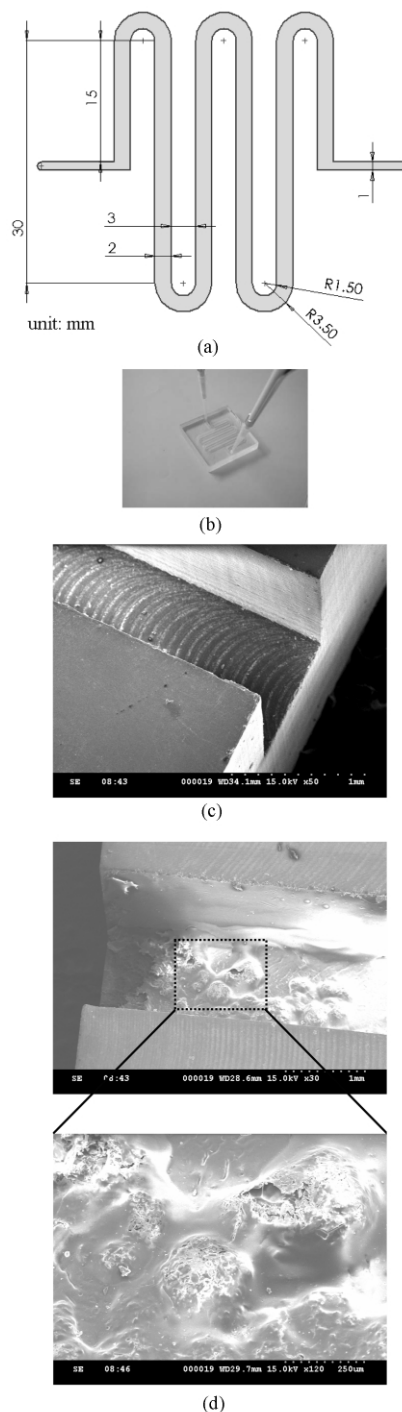 15
30
3
2
1
R1.50
R3.50
unit: mm
(a)
(b)
SE 08:43 000019 WD34.1mm 15.0kV x50 1mm
(c)
SE 08:43 000019 WD28.6mm 15.0kV x30 1mm
SE 08:46 000019 WD29.7mm 15.0kV x120 250um
(d)